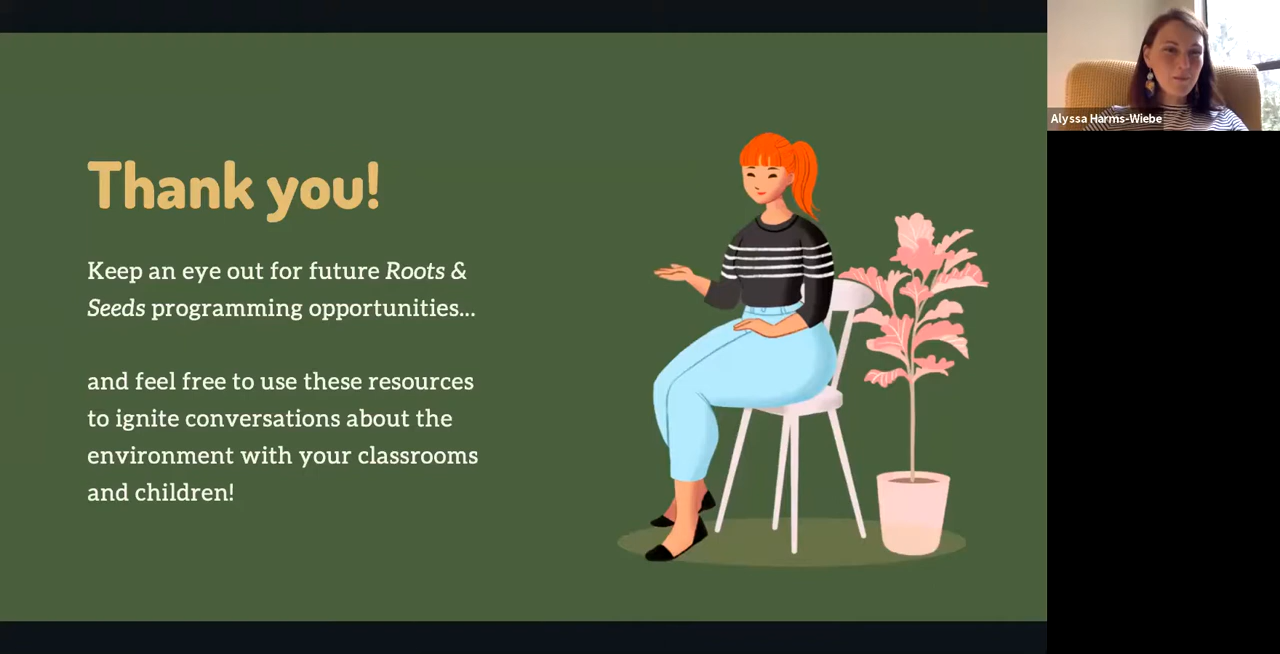 Thank you!
Keep an eye out for future Roots &
Seeds programming opportunities...
and feel free to use these resources
to ignite conversations about the
environment with your classrooms
and children!
Alyssa Harms-Wiebe